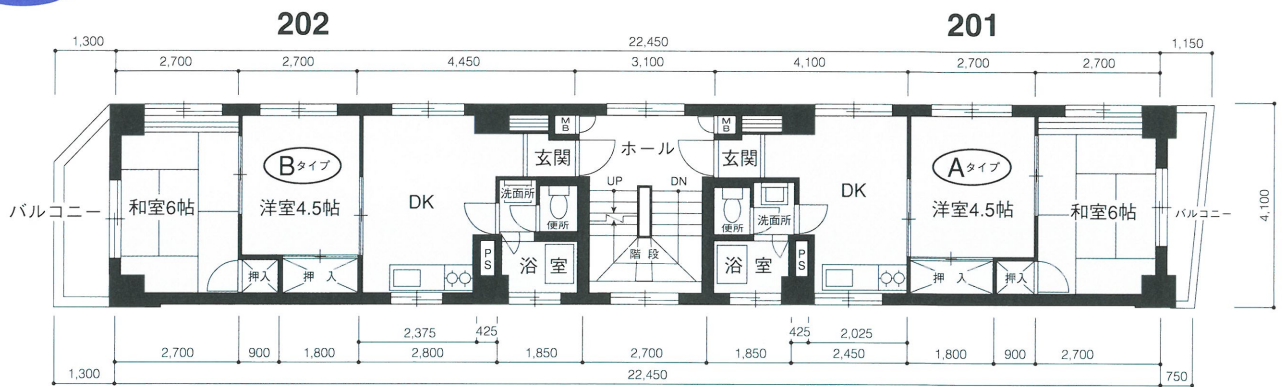 202
201
1,300
22,450
1,150
2,700
2,700
4,450
3,100
4,100
2,700
2,700
MB
MB
玄関
ホール
玄関
Bタイプ
Aタイプ
UP
DN
洗面所
便所
便所
洗面所
DK
DK
バルコニー
和室6帖
洋室4.5帖
洋室4.5帖
和室6帖
バルコニー
4,100
PS
浴室
階段
浴室
PS
押入
押入
押入
押入
2,375
425
425
2,025
2,700
900
1,800
2,800
1,850
2,700
1,850
2,450
1,800
900
2,700
1,300
22,450
750